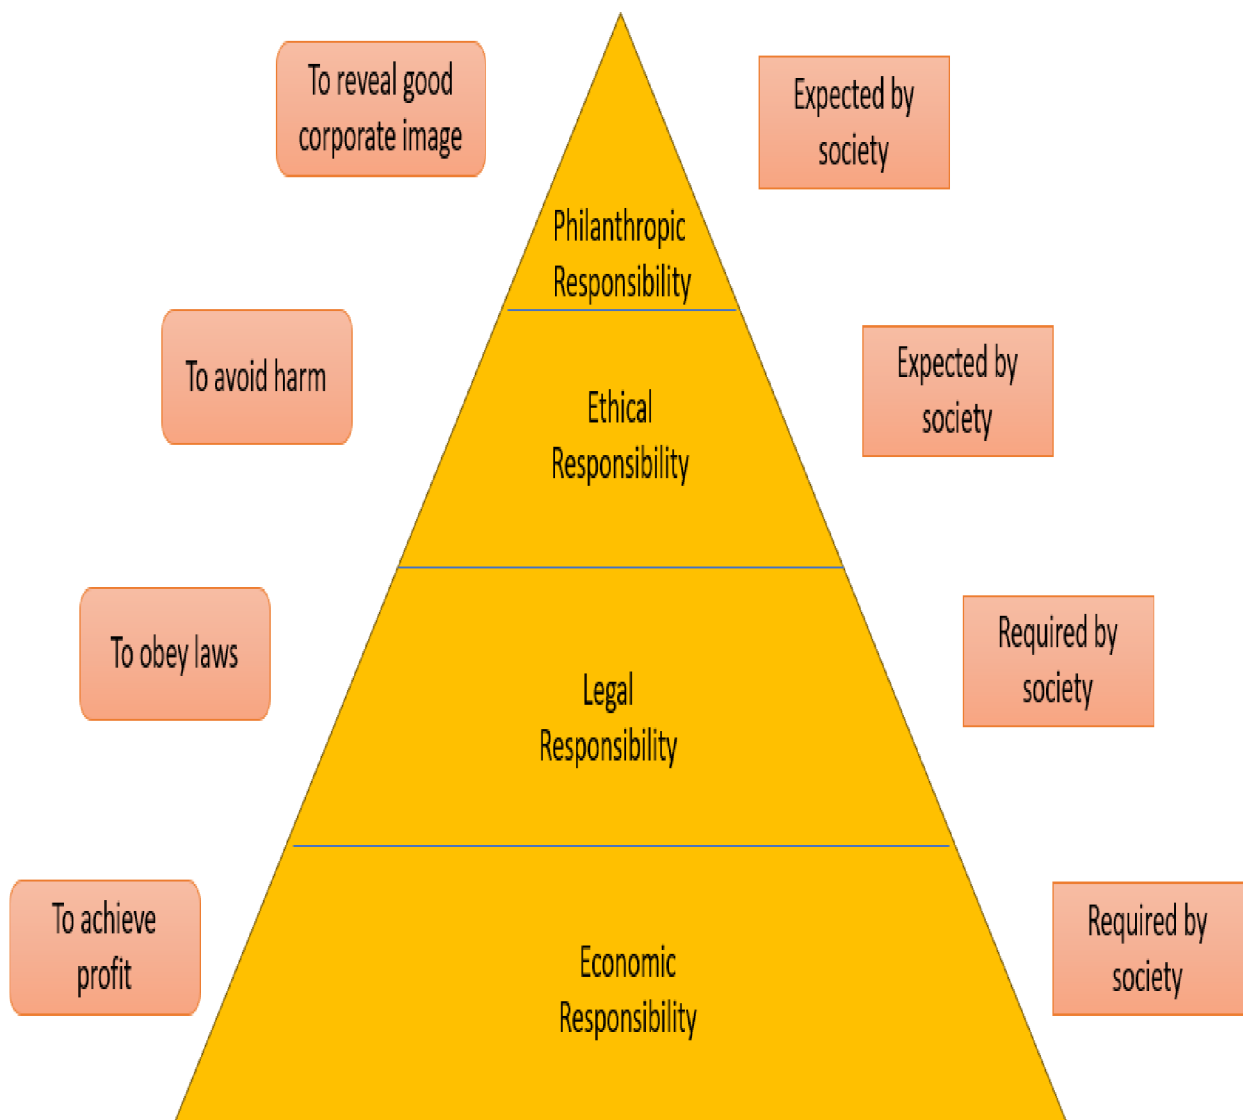 To reveal good
corporate image
Expected by
society
Philanthropic
Responsibility
To avoid harm
Expected by
society
Ethical
Responsibility
To obey laws
Required by
society
Legal
Responsibility
To achieve
profit
Required by
society
Economic
Responsibility